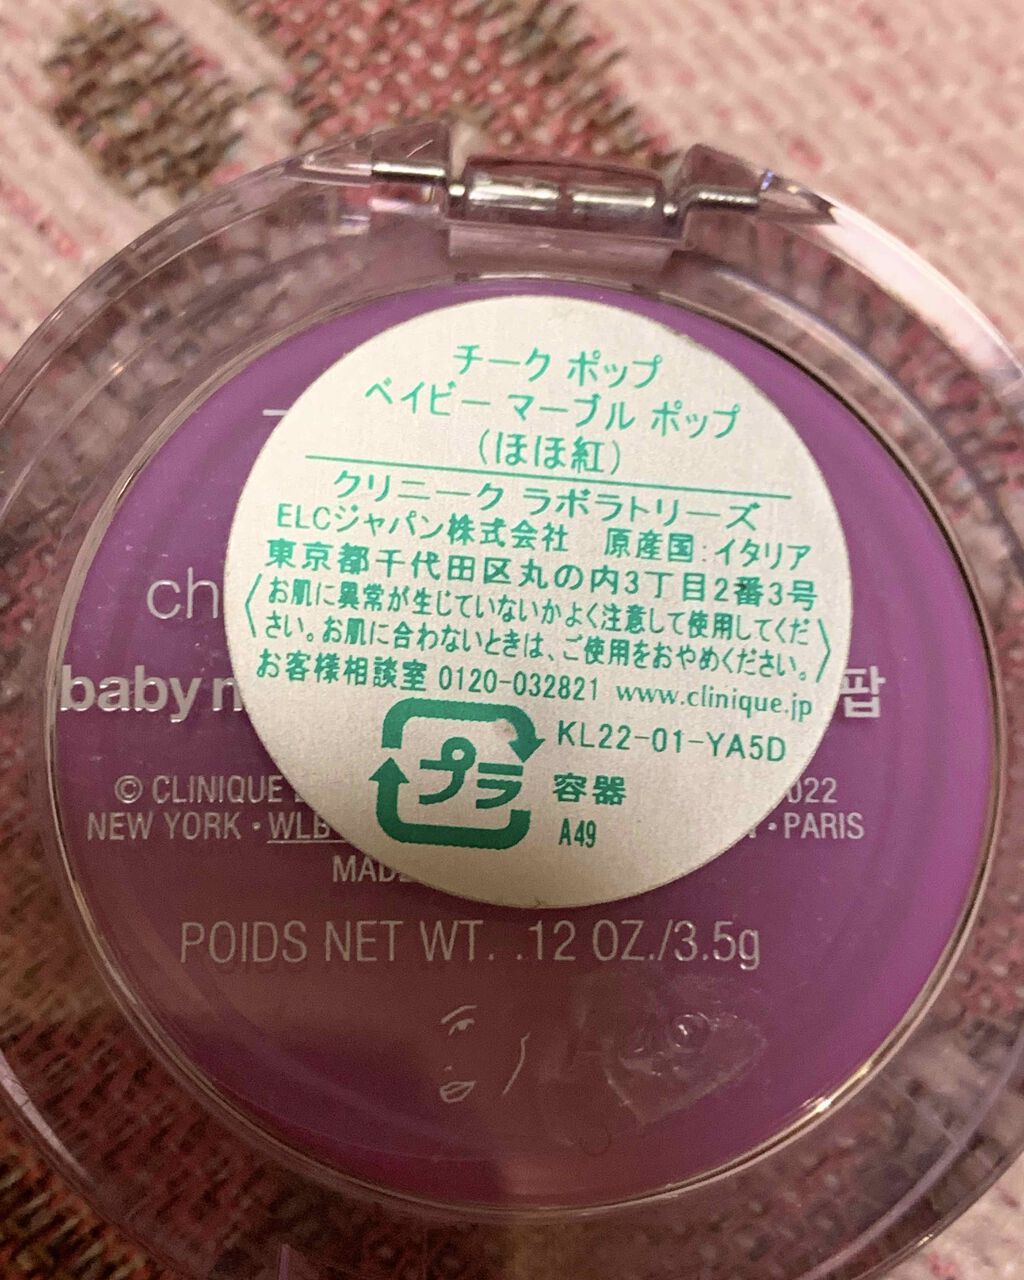 チーク ポップ
ベイビー マーブル ポップ
(ほほ紅)
クリニーク ラボラトリーズ
ELCジャパン株式会社 原産国:イタリア
東京都千代田区丸の内3丁目2番3号
〈お肌に異常が生じていないかよく注意して使用してくだ
さい。お肌に合わないときは、ご使用をおやめください。〉
お客様相談室 0120-032821 www.clinique.jp
KL22-01-YA5D
プラ 容器
A49
ch
baby m 팝
© CLINIQUE 022
NEW YORK • WLB • PARIS
MADE
POIDS NET WT. .12 OZ./3.5g